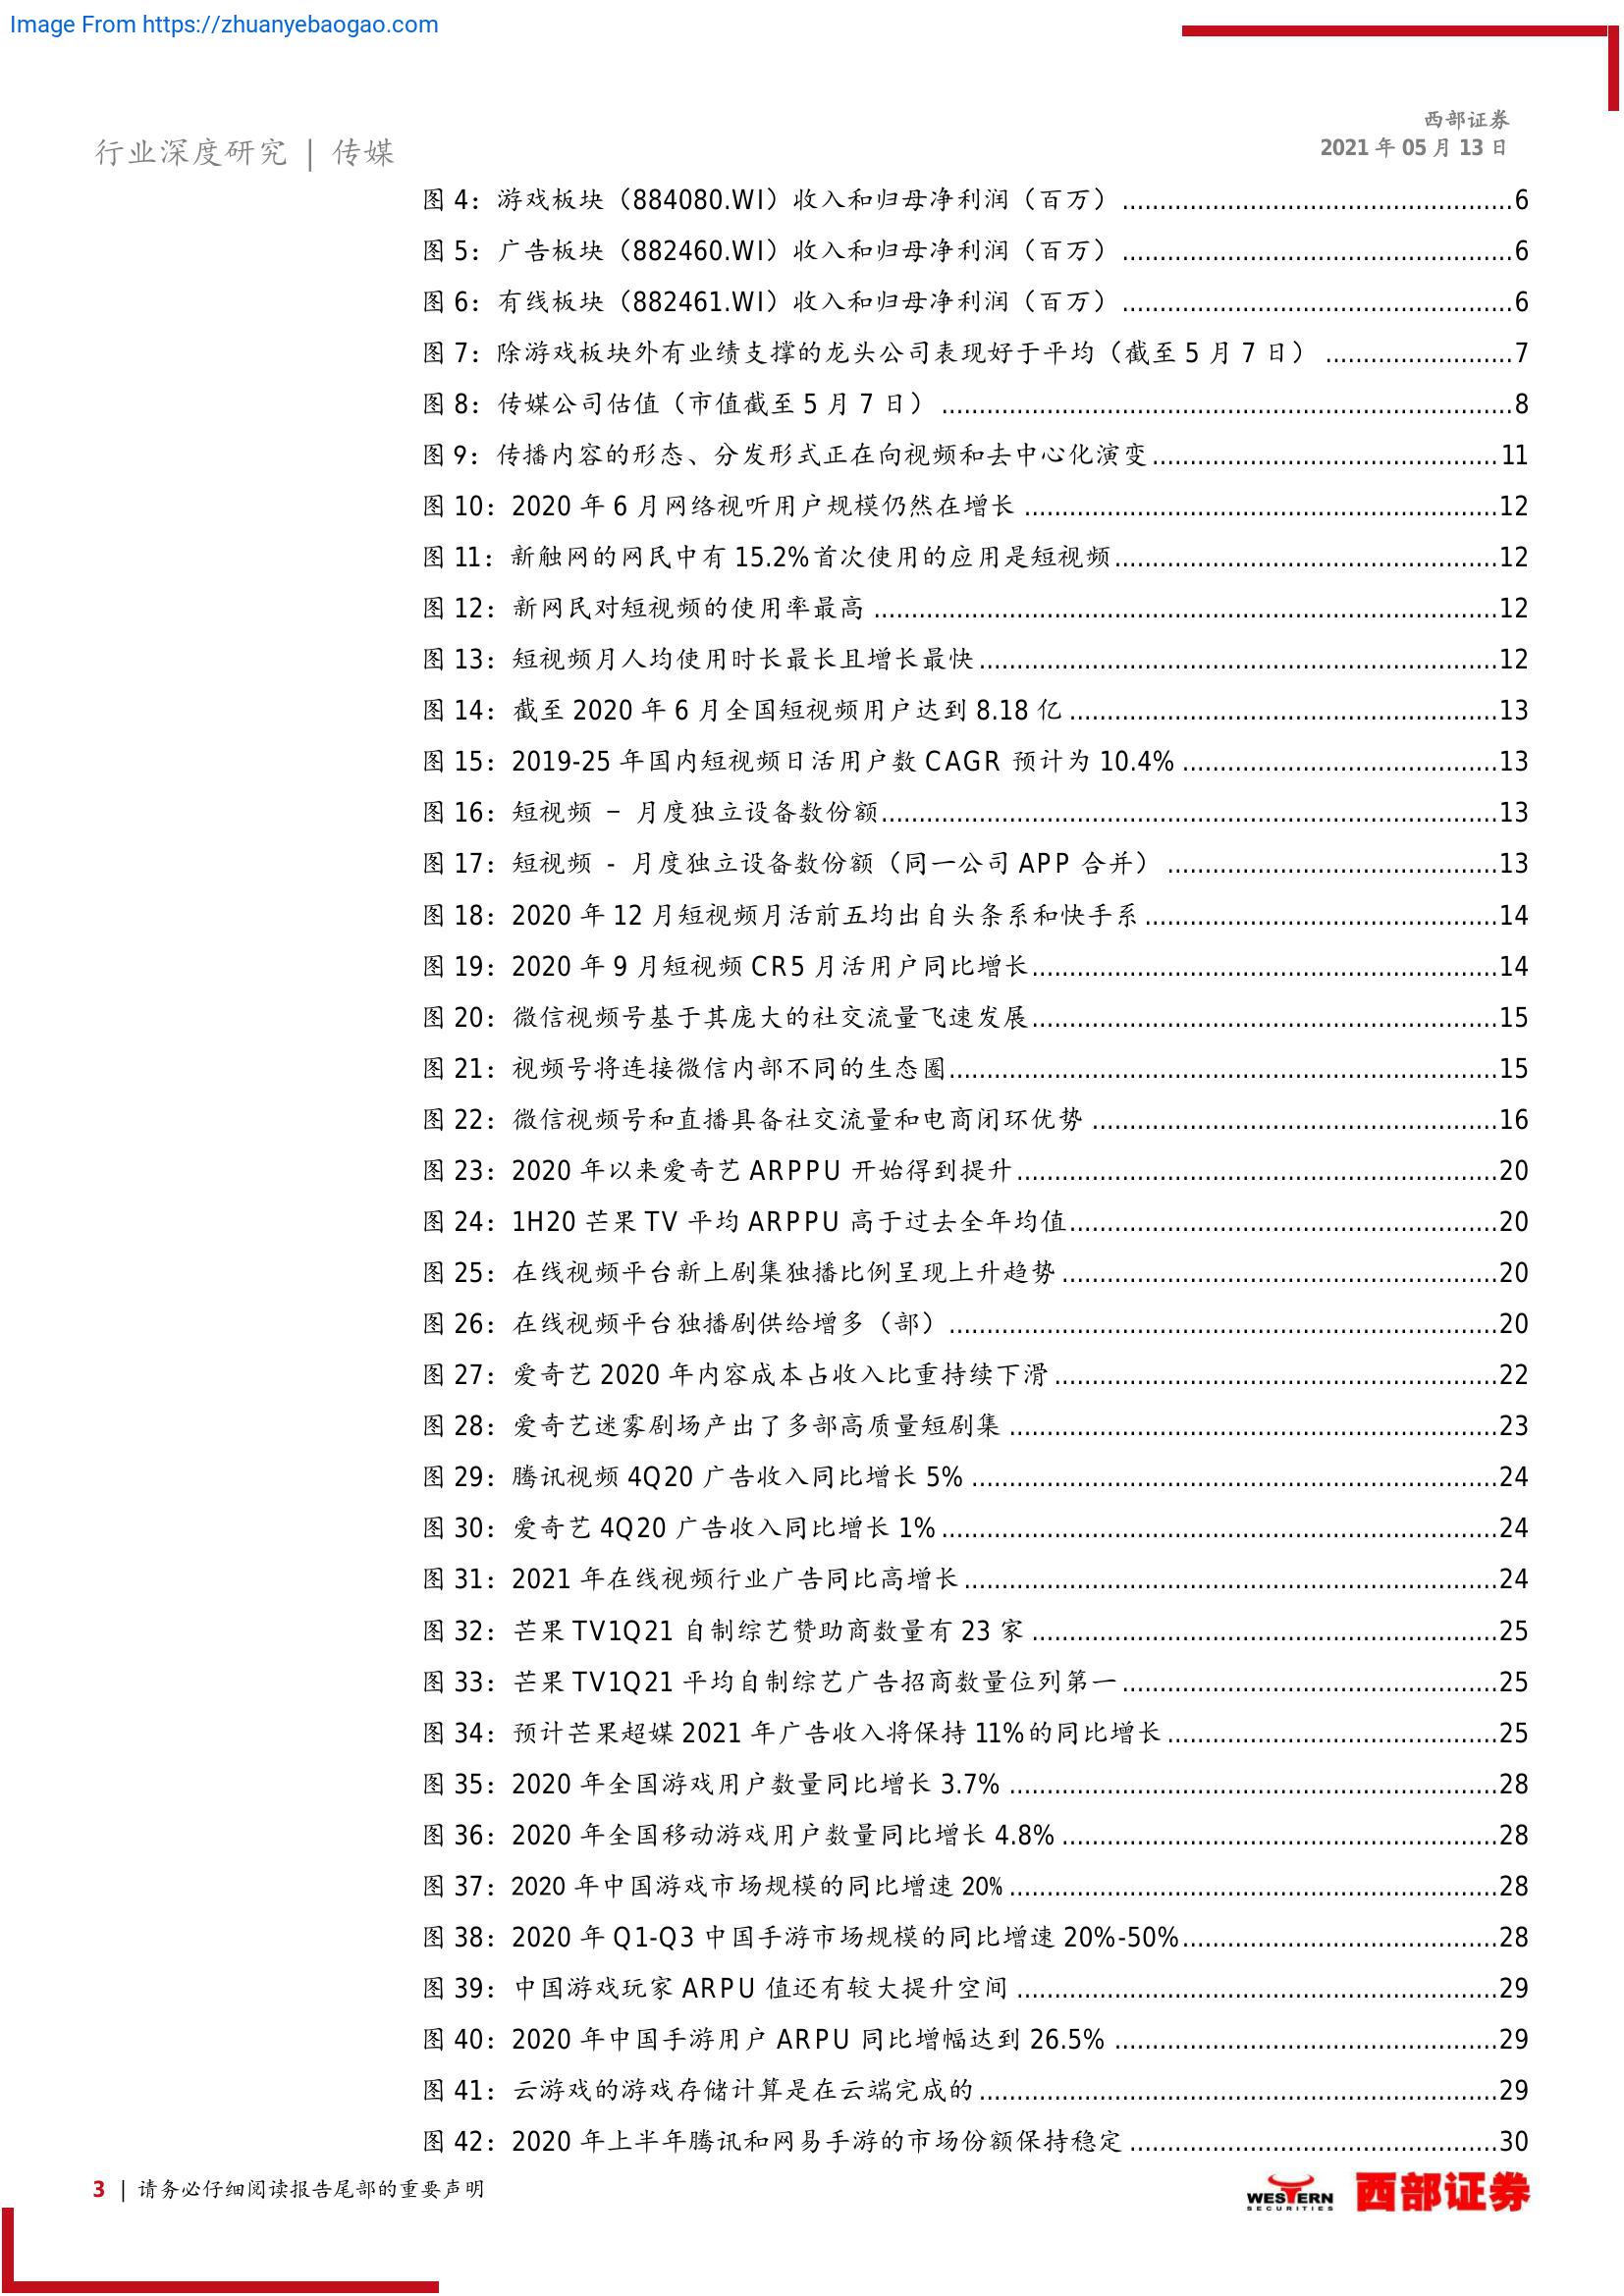 Image From https://zhuanyebaogao.com
西部证券
行业深度研究 | 传媒
2021 年 05 月 13 日
图 4：游戏板块（884080.WI）收入和归母净利润（百万）....................................................6
图 5：广告板块（882460.WI）收入和归母净利润（百万）....................................................6
图 6：有线板块（882461.WI）收入和归母净利润（百万）....................................................6
图 7：除游戏板块外有业绩支撑的龙头公司表现好于平均（截至 5 月 7 日）.........................7
图 8：传媒公司估值（市值截至 5 月 7 日）............................................................................8
图 9：传播内容的形态、分发形式正在向视频和去中心化演变..............................................11
图 10：2020 年 6 月网络视听用户规模仍然在增长...............................................................12
图 11：新触网的网民中有 15.2%首次使用的应用是短视频...................................................12
图 12：新网民对短视频的使用率最高...................................................................................12
图 13：短视频月人均使用时长最长且增长最快.....................................................................12
图 14：截至 2020 年 6 月全国短视频用户达到 8.18 亿.........................................................13
图 15：2019-25 年国内短视频日活用户数 CAGR 预计为 10.4%..........................................13
图 16：短视频 – 月度独立设备数份额..................................................................................13
图 17：短视频 - 月度独立设备数份额（同一公司 APP 合并）............................................13
图 18：2020 年 12 月短视频月活前五均出自头条系和快手系...............................................14
图 19：2020 年 9 月短视频 CR5 月活用户同比增长..............................................................14
图 20：微信视频号基于其庞大的社交流量飞速发展..............................................................15
图 21：视频号将连接微信内部不同的生态圈.........................................................................15
图 22：微信视频号和直播具备社交流量和电商闭环优势......................................................16
图 23：2020 年以来爱奇艺 ARPPU 开始得到提升................................................................20
图 24：1H20 芒果 TV 平均 ARPPU 高于过去全年均值.........................................................20
图 25：在线视频平台新上剧集独播比例呈现上升趋势..........................................................20
图 26：在线视频平台独播剧供给增多（部）.........................................................................20
图 27：爱奇艺 2020 年内容成本占收入比重持续下滑...........................................................22
图 28：爱奇艺迷雾剧场产出了多部高质量短剧集.................................................................23
图 29：腾讯视频 4Q20 广告收入同比增长 5%......................................................................24
图 30：爱奇艺 4Q20 广告收入同比增长 1%..........................................................................24
图 31：2021 年在线视频行业广告同比高增长.......................................................................24
图 32：芒果 TV1Q21 自制综艺赞助商数量有 23 家..............................................................25
图 33：芒果 TV1Q21 平均自制综艺广告招商数量位列第一..................................................25
图 34：预计芒果超媒 2021 年广告收入将保持 11%的同比增长............................................25
图 35：2020 年全国游戏用户数量同比增长 3.7%.................................................................28
图 36：2020 年全国移动游戏用户数量同比增长 4.8%..........................................................28
图 37：2020 年中国游戏市场规模的同比增速 20%.................................................................28
图 38：2020 年 Q1-Q3 中国手游市场规模的同比增速 20%-50%..........................................28
图 39：中国游戏玩家 ARPU 值还有较大提升空间................................................................29
图 40：2020 年中国手游用户 ARPU 同比增幅达到 26.5%...................................................29
图 41：云游戏的游戏存储计算是在云端完成的.....................................................................29
图 42：2020 年上半年腾讯和网易手游的市场份额保持稳定.................................................30
3 | 请务必仔细阅读报告尾部的重要声明
WESTERN
SECURITIES
西部证券